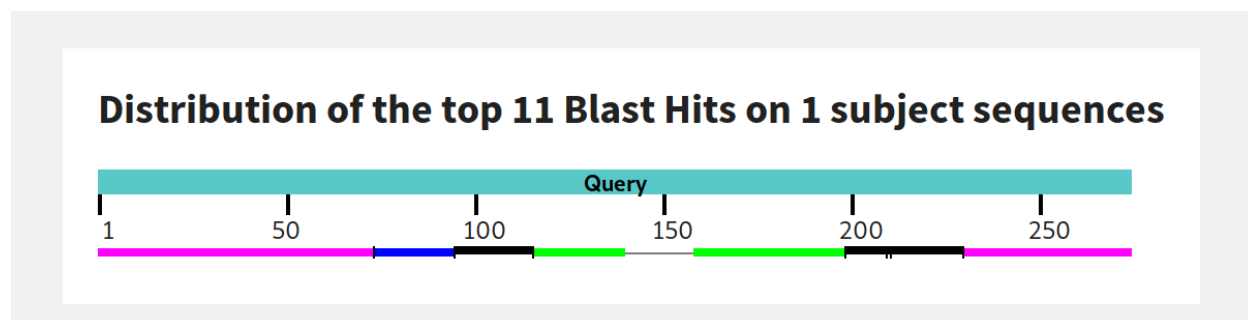 Distribution of the top 11 Blast Hits on 1 subject sequences
Query
1 50 100 150 200 250